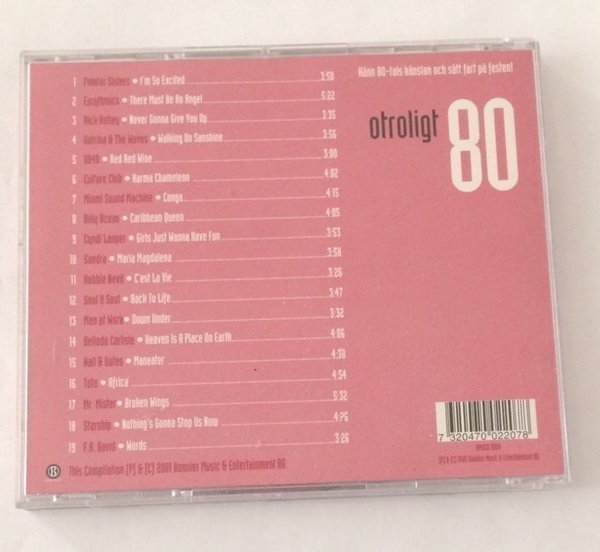 Känn 80-tals känslan och sätt fart på festen!
otroligt 80
1 Pointer Sisters • I'm So Excited 3:58
2 Eurythmics • There Must Be An Angel 5:22
3 Rick Astley • Never Gonna Give You Up 3:35
4 Katrina & The Waves • Walking On Sunshine 3:56
5 UB40 • Red Red Wine 3:00
6 Culture Club • Karma Chameleon 4:02
7 Miami Sound Machine • Conga 4:15
8 Billy Ocean • Caribbean Queen 4:05
9 Cyndi Lauper • Girls Just Wanna Have Fun 3:53
10 Sandra • Maria Magdalena 3:58
11 Robbie Nevil • C'est La Vie 3:26
12 Soul II Soul • Back To Life 3:47
13 Men at Work • Down Under 3:32
14 Belinda Carlisle • Heaven Is A Place On Earth 4:06
15 Hall & Oates • Maneater 4:30
16 Toto • Africa 4:54
17 Mr. Mister • Broken Wings 5:32
18 Starship • Nothing's Gonna Stop Us Now 4:26
19 F.R. David • Words 3:26
7 320470 022078
This Compilation (P) & (C) 2001 Bonnier Music & Entertainment AB
(P) & (C) 2001 Bonnier Music & Entertainment AB